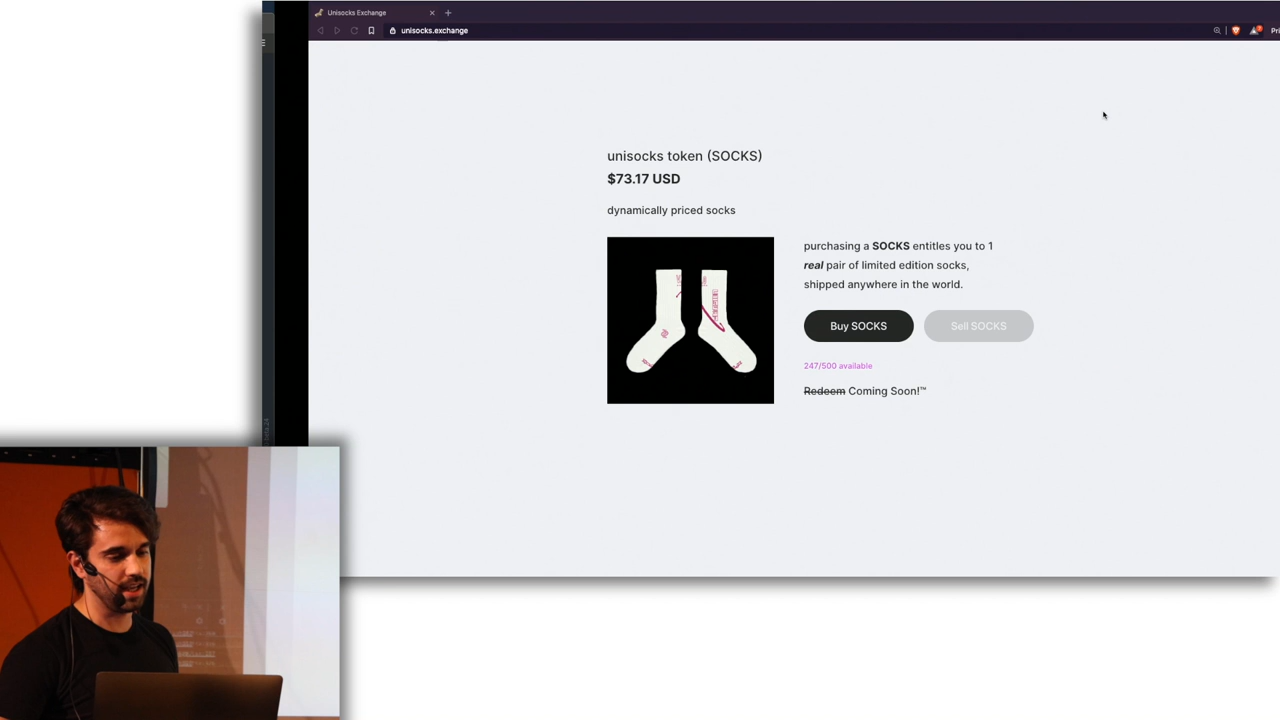 Unisocks Exchange
unisocks.exchange
Pri
unisocks token (SOCKS)
$73.17 USD
dynamically priced socks
purchasing a SOCKS entitles you to 1
real pair of limited edition socks,
shipped anywhere in the world.
Buy SOCKS
Sell SOCKS
247/500 available
Redeem Coming Soon!™